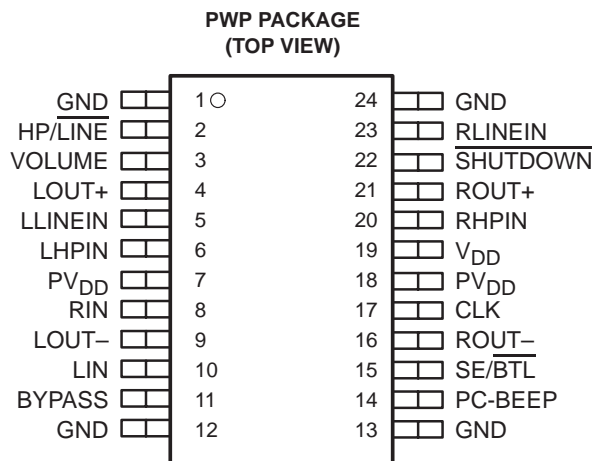 PWP PACKAGE
(TOP VIEW)
GND 1 24 GND
HP/LINE 2 23 RLINEIN
VOLUME 3 22 SHUTDOWN
LOUT+ 4 21 ROUT+
LLINEIN 5 20 RHPIN
LHPIN 6 19 VDD
PVDD 7 18 PVDD
RIN 8 17 CLK
LOUT– 9 16 ROUT–
LIN 10 15 SE/BTL
BYPASS 11 14 PC-BEEP
GND 12 13 GND